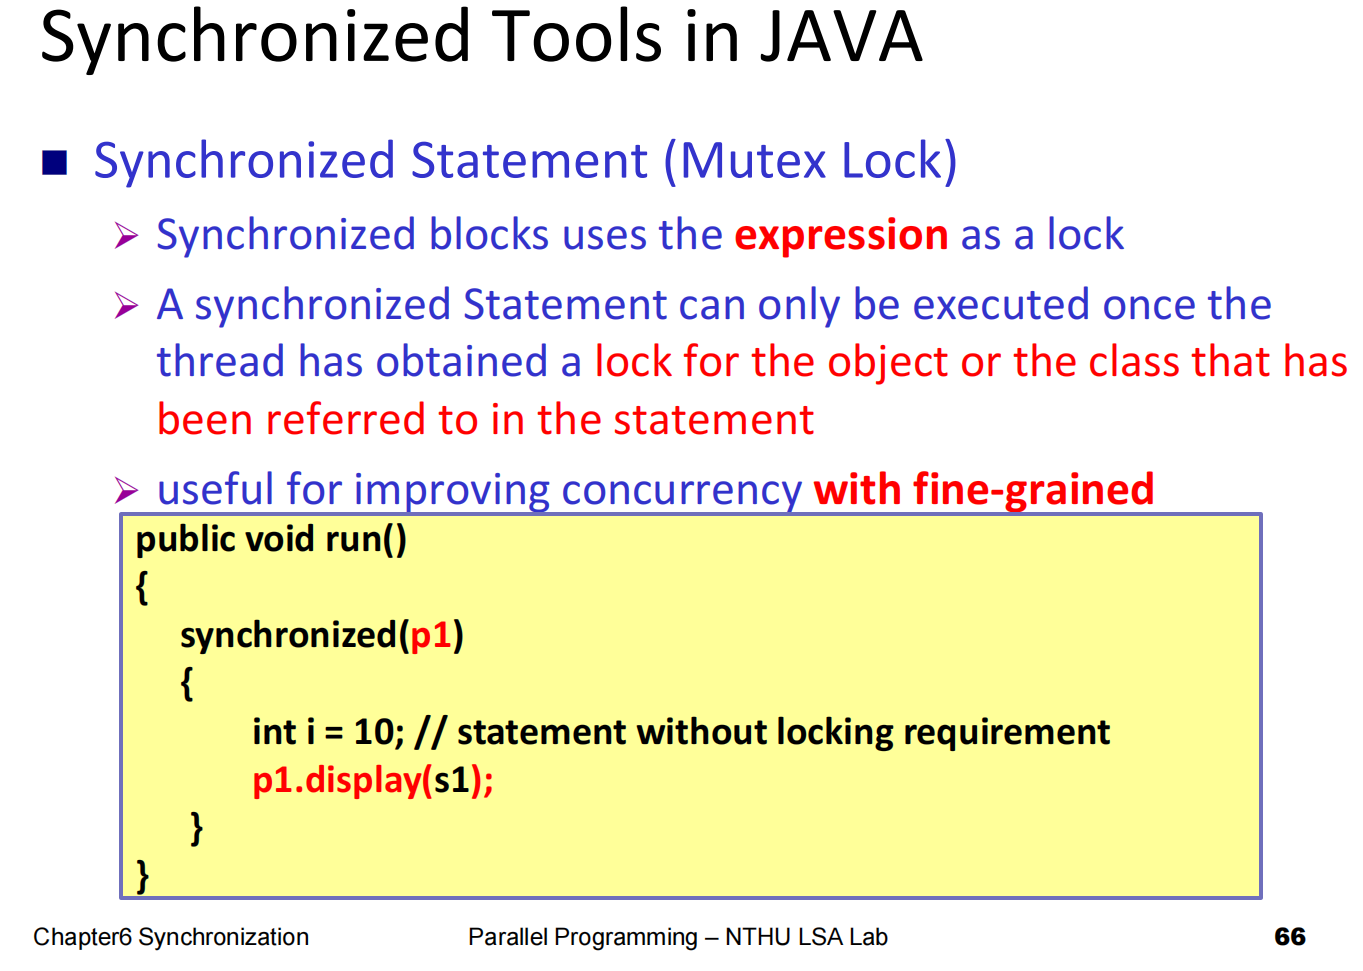 Synchronized Tools in JAVA
Synchronized Statement (Mutex Lock)
Synchronized blocks uses the expression as a lock
A synchronized Statement can only be executed once the
thread has obtained a lock for the object or the class that has
been referred to in the statement
useful for improving concurrency with fine-grained
public void run()
{
synchronized(p1)
{
int i = 10; // statement without locking requirement
p1.display(s1);
}
}
Chapter6 Synchronization
Parallel Programming – NTHU LSA Lab
66